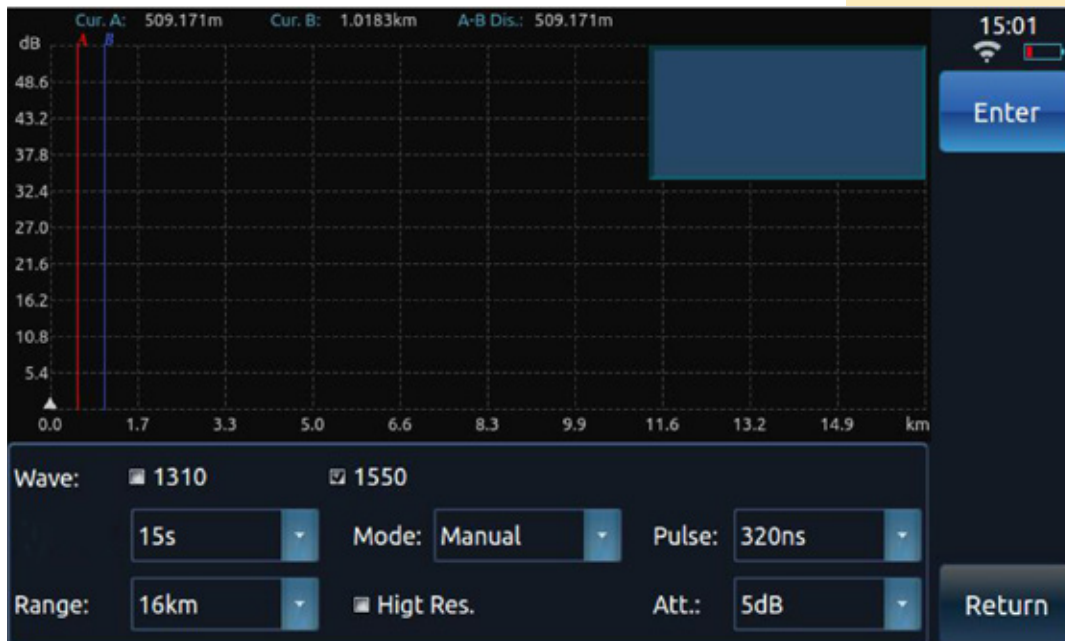 Cur. A: 509.171m Cur. B: 1.0183km A-B Dis.: 509.171m
15:01
dB A B
48.6
43.2
37.8
32.4
27.0
21.6
16.2
10.8
5.4
0.0 1.7 3.3 5.0 6.6 8.3 9.9 11.6 13.2 14.9 km
Enter
Wave: 1310 1550
15s Mode: Manual Pulse: 320ns
Range: 16km Higt Res. Att.: 5dB
Return